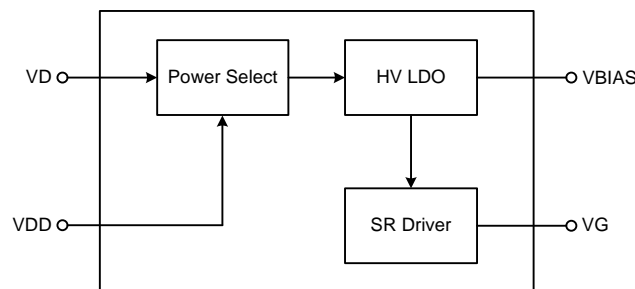 VD
Power Select
HV LDO
VBIAS
VDD
SR Driver
VG